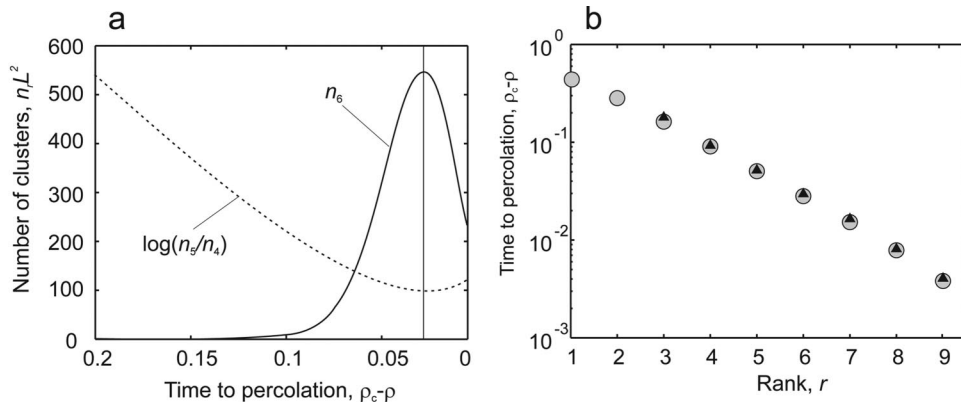 a
Number of clusters, nᵣL²
600
500
400
300
200
100
0
n₆
log(n₅/n₄)
0.2
0.15
0.1
0.05
0
Time to percolation, ρc-ρ
b
Time to percolation, ρc-ρ
10⁰
10⁻¹
10⁻²
10⁻³
1 2 3 4 5 6 7 8 9
Rank, r